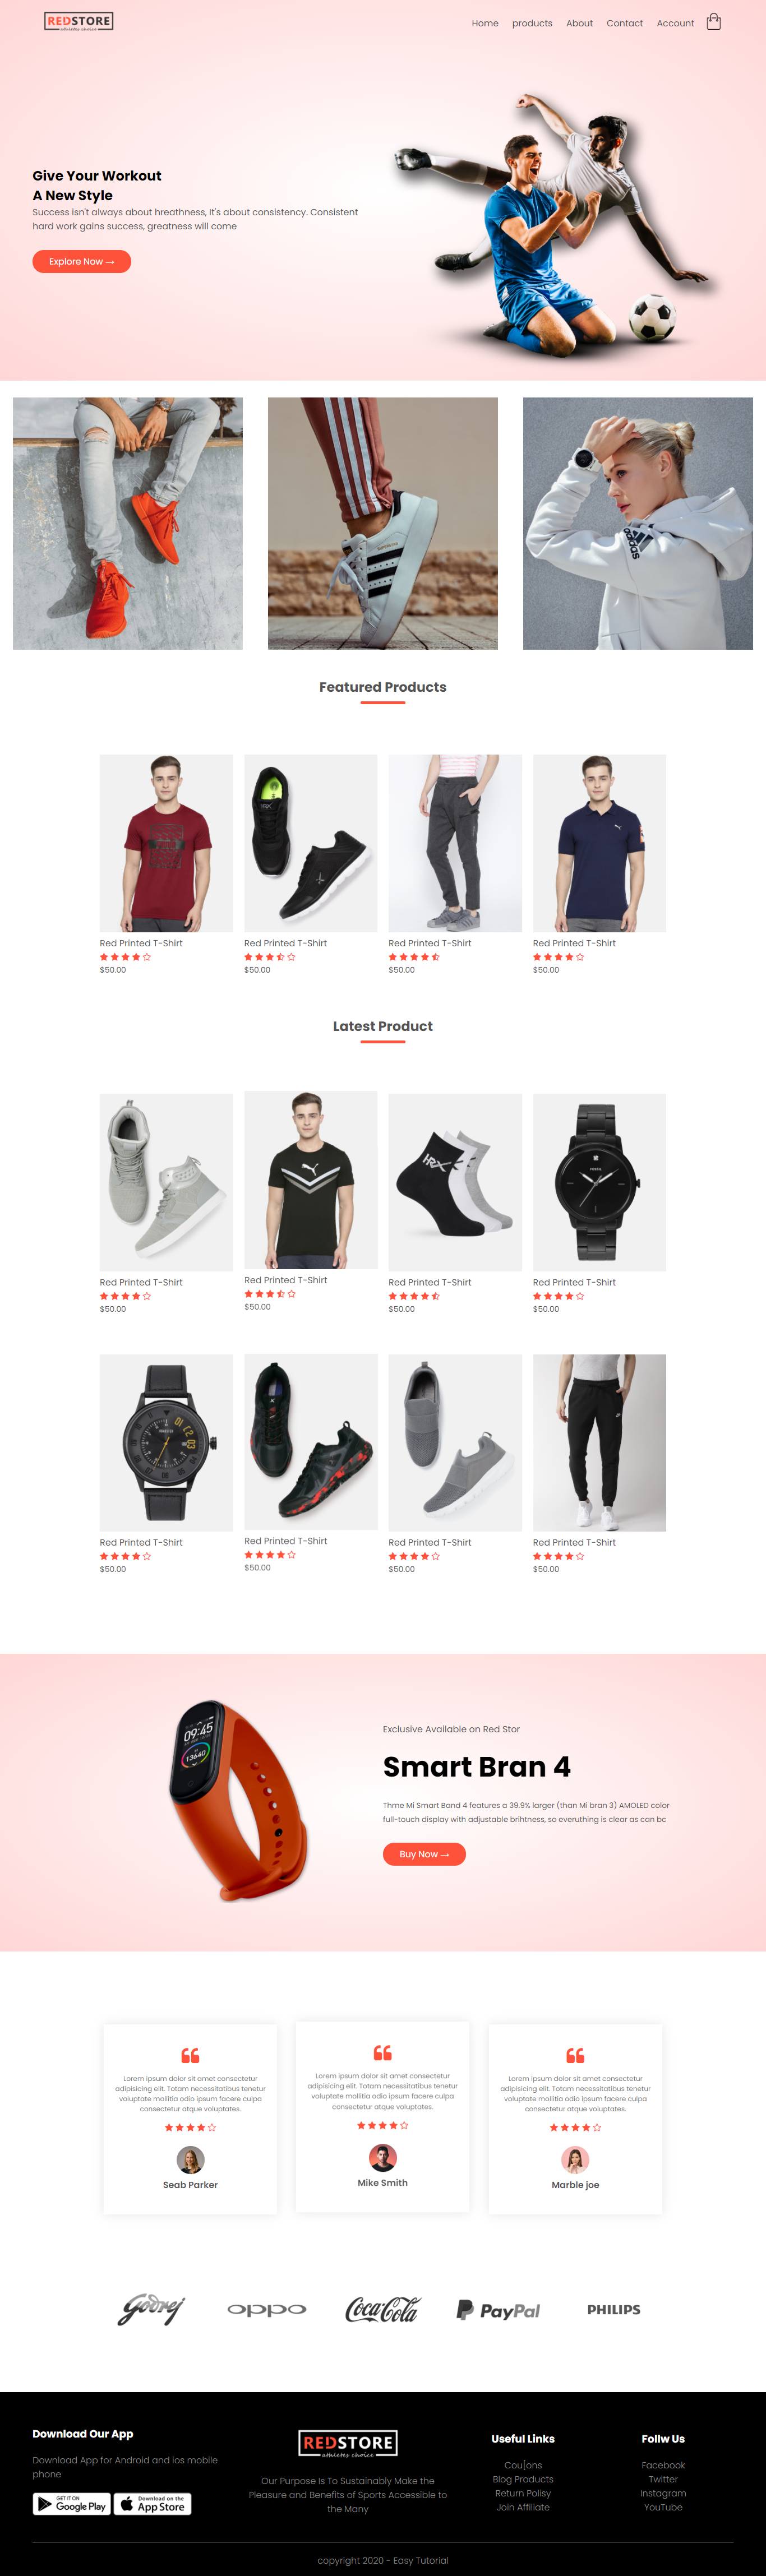 REDSTORE
athletes choice
Home products About Contact Account
Give Your Workout
A New Style
Success isn't always about hreathness, It's about consistency. Consistent
hard work gains success, greatness will come
Explore Now →
adidas
Featured Products
Red Printed T-Shirt
$50.00
Red Printed T-Shirt
$50.00
Red Printed T-Shirt
$50.00
Red Printed T-Shirt
$50.00
Latest Product
HRX
FOSSIL
Red Printed T-Shirt
$50.00
Red Printed T-Shirt
$50.00
Red Printed T-Shirt
$50.00
Red Printed T-Shirt
$50.00
Red Printed T-Shirt
$50.00
Red Printed T-Shirt
$50.00
Red Printed T-Shirt
$50.00
Red Printed T-Shirt
$50.00
09:45
13640
Exclusive Available on Red Stor
Smart Bran 4
Thme Mi Smart Band 4 features a 39.9% larger (than Mi bran 3) AMOLED color
full-touch display with adjustable brihtness, so everuthing is clear as can bc
Buy Now →
Lorem ipsum dolor sit amet consectetur
adipisicing elit. Totam necessitatibus tenetur
voluptate mollitia odio ipsum facere culpa
consectetur atque voluptates.
Seab Parker
Lorem ipsum dolor sit amet consectetur
adipisicing elit. Totam necessitatibus tenetur
voluptate mollitia odio ipsum facere culpa
consectetur atque voluptates.
Mike Smith
Lorem ipsum dolor sit amet consectetur
adipisicing elit. Totam necessitatibus tenetur
voluptate mollitia odio ipsum facere culpa
consectetur atque voluptates.
Marble joe
Godrej
oppo
Coca-Cola
PayPal
PHILIPS
Download Our App
Download App for Android and ios mobile
phone
GET IT ON
Google Play
Download on the
App Store
REDSTORE
athletes choice
Our Purpose Is To Sustainably Make the
Pleasure and Benefits of Sports Accessible to
the Many
Useful Links
Cou[ons
Blog Products
Return Polisy
Join Affiliate
Follw Us
Facebook
Twitter
Instagram
YouTube
copyright 2020 - Easy Tutorial